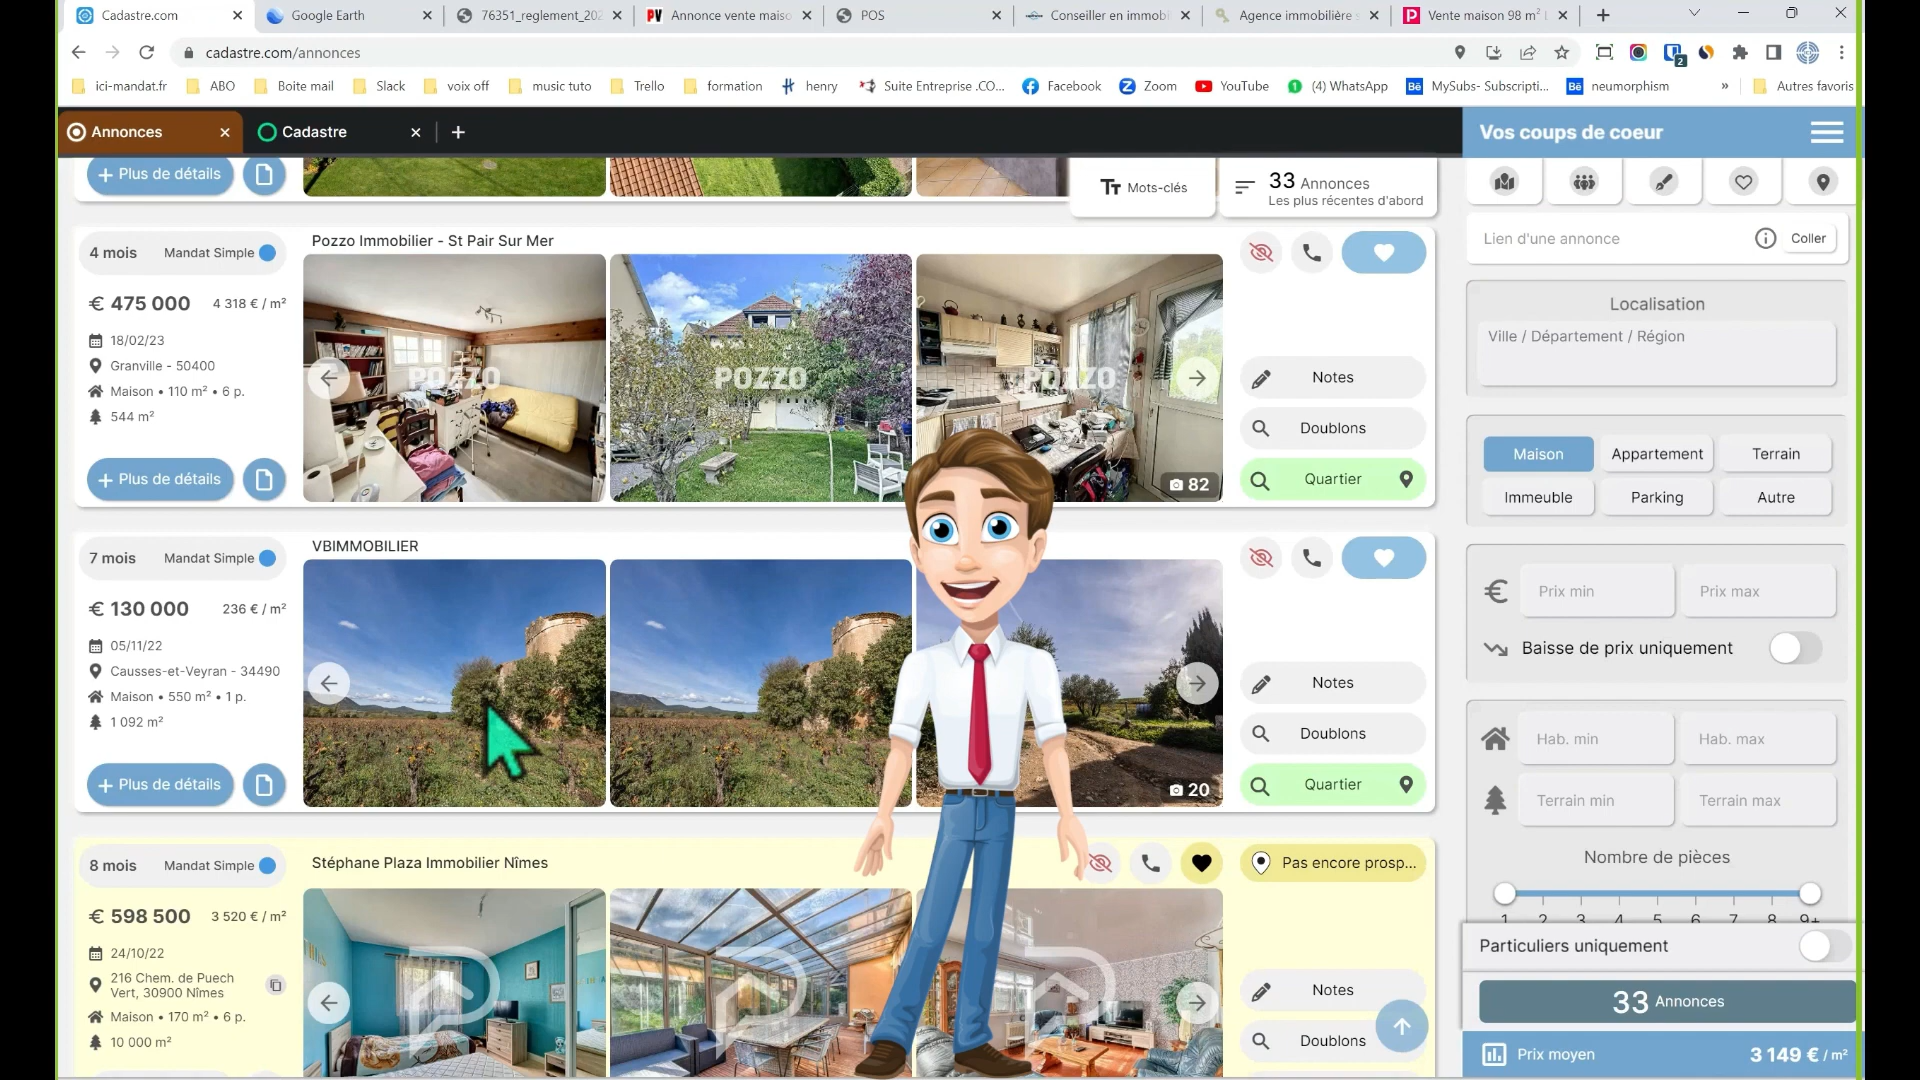 Cadastre.com
Google Earth
76351_reglement_202
Annonce vente maiso
POS
Conseiller en immobi
Agence immobilière s
Vente maison 98 m²
cadastre.com/annonces
ici-mandat.fr
ABO
Boite mail
Slack
voix off
music tuto
Trello
formation
henry
Suite Entreprise .CO...
Facebook
Zoom
YouTube
(4) WhatsApp
MySubs- Subscripti...
neumorphism
»
Autres favoris
Annonces
Cadastre
Vos coups de coeur
+ Plus de détails
Mots-clés
33 Annonces
Les plus récentes d'abord
Lien d'une annonce
Coller
4 mois
Mandat Simple
Pozzo Immobilier - St Pair Sur Mer
€ 475 000
4 318 € / m²
18/02/23
Granville - 50400
Maison • 110 m² • 6 p.
544 m²
+ Plus de détails
POZZO
POZZO
POZZO
82
Notes
Doublons
Quartier
7 mois
Mandat Simple
VBIMMOBILIER
€ 130 000
236 € / m²
05/11/22
Causses-et-Veyran - 34490
Maison • 550 m² • 1 p.
1 092 m²
+ Plus de détails
20
Notes
Doublons
Quartier
8 mois
Mandat Simple
Stéphane Plaza Immobilier Nîmes
Pas encore prosp...
€ 598 500
3 520 € / m²
24/10/22
216 Chem. de Puech
Vert, 30900 Nîmes
Maison • 170 m² • 6 p.
10 000 m²
Notes
Doublons
Localisation
Ville / Département / Région
Maison
Appartement
Terrain
Immeuble
Parking
Autre
Prix min
Prix max
Baisse de prix uniquement
Hab. min
Hab. max
Terrain min
Terrain max
Nombre de pièces
1 2 3 4 5 6 7 8 9+
Particuliers uniquement
33 Annonces
Prix moyen
3 149 € / m²